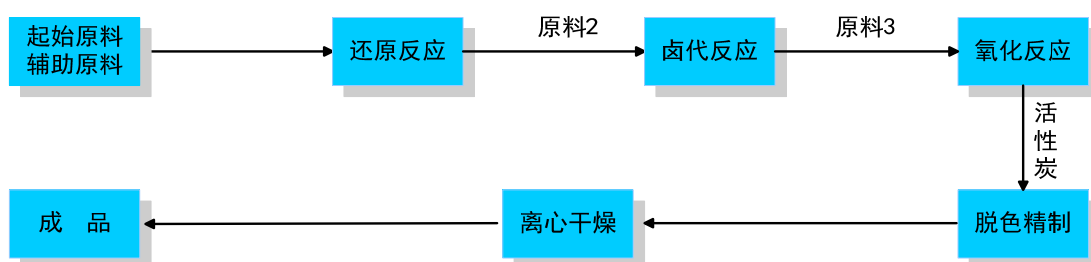 起始原料
辅助原料
还原反应
原料2
卤代反应
原料3
氧化反应
活
性
炭
脱色精制
离心干燥
成 品